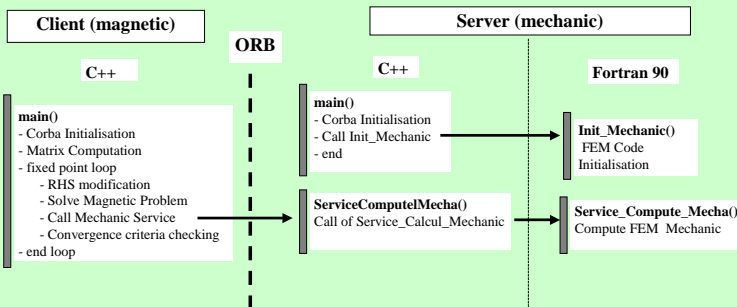 Client (magnetic)
Server (mechanic)
ORB
C++
C++
Fortran 90
main()
- Corba Initialisation
- Matrix Computation
- fixed point loop
- RHS modification
- Solve Magnetic Problem
- Call Mechanic Service
- Convergence criteria checking
- end loop
main()
- Corba Initialisation
- Call Init_Mechanic
- end
Init_Mechanic()
FEM Code
Initialisation
ServiceComputelMecha()
Call of Service_Calcul_Mechanic
Service_Compute_Mecha()
Compute FEM Mechanic